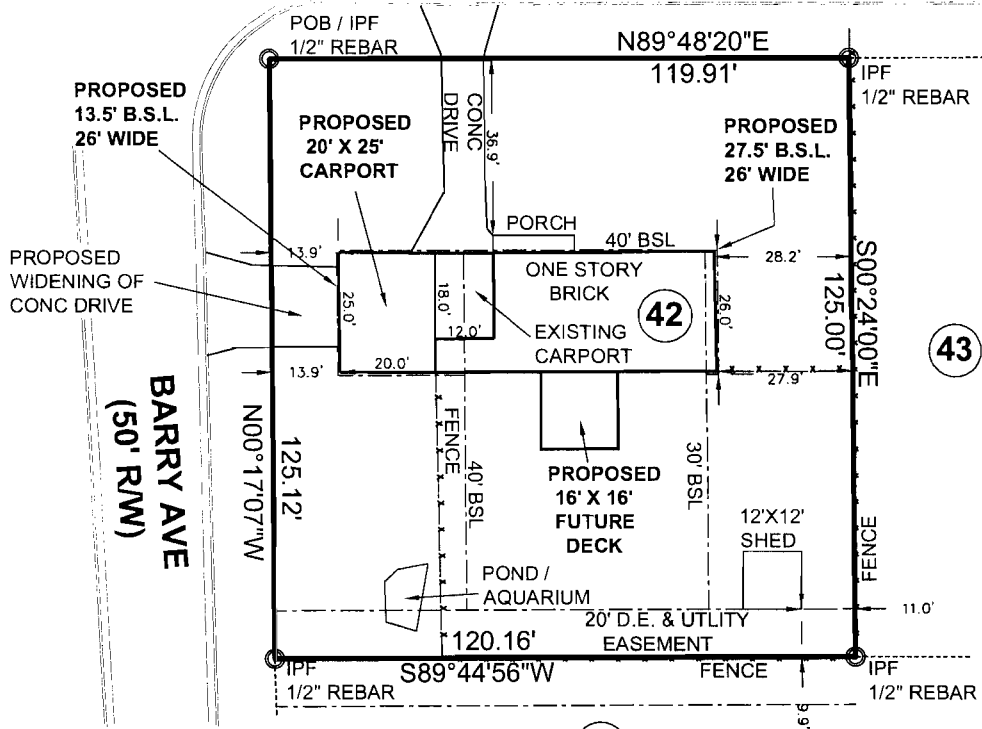 POB / IPF
1/2" REBAR
N89°48'20"E
119.91'
IPF
1/2" REBAR
PROPOSED
13.5' B.S.L.
26' WIDE
PROPOSED
20' X 25'
CARPORT
CONC
DRIVE
36.9'
PROPOSED
27.5' B.S.L.
26' WIDE
PORCH
40' BSL
13.9'
28.2'
PROPOSED
WIDENING OF
CONC DRIVE
ONE STORY
BRICK
42
25.0'
18.0'
12.0'
EXISTING
CARPORT
26.0'
S00°24'00"E
125.00'
43
13.9'
20.0'
27.9'
BARRY AVE
(50' R/W)
N00°17'07"W
125.12'
FENCE
40' BSL
PROPOSED
16' X 16'
FUTURE
DECK
30' BSL
12'X12'
SHED
FENCE
POND /
AQUARIUM
11.0'
20' D.E. & UTLITY
EASEMENT
120.16'
S89°44'56"W
FENCE
IPF
1/2" REBAR
IPF
1/2" REBAR
9.9'